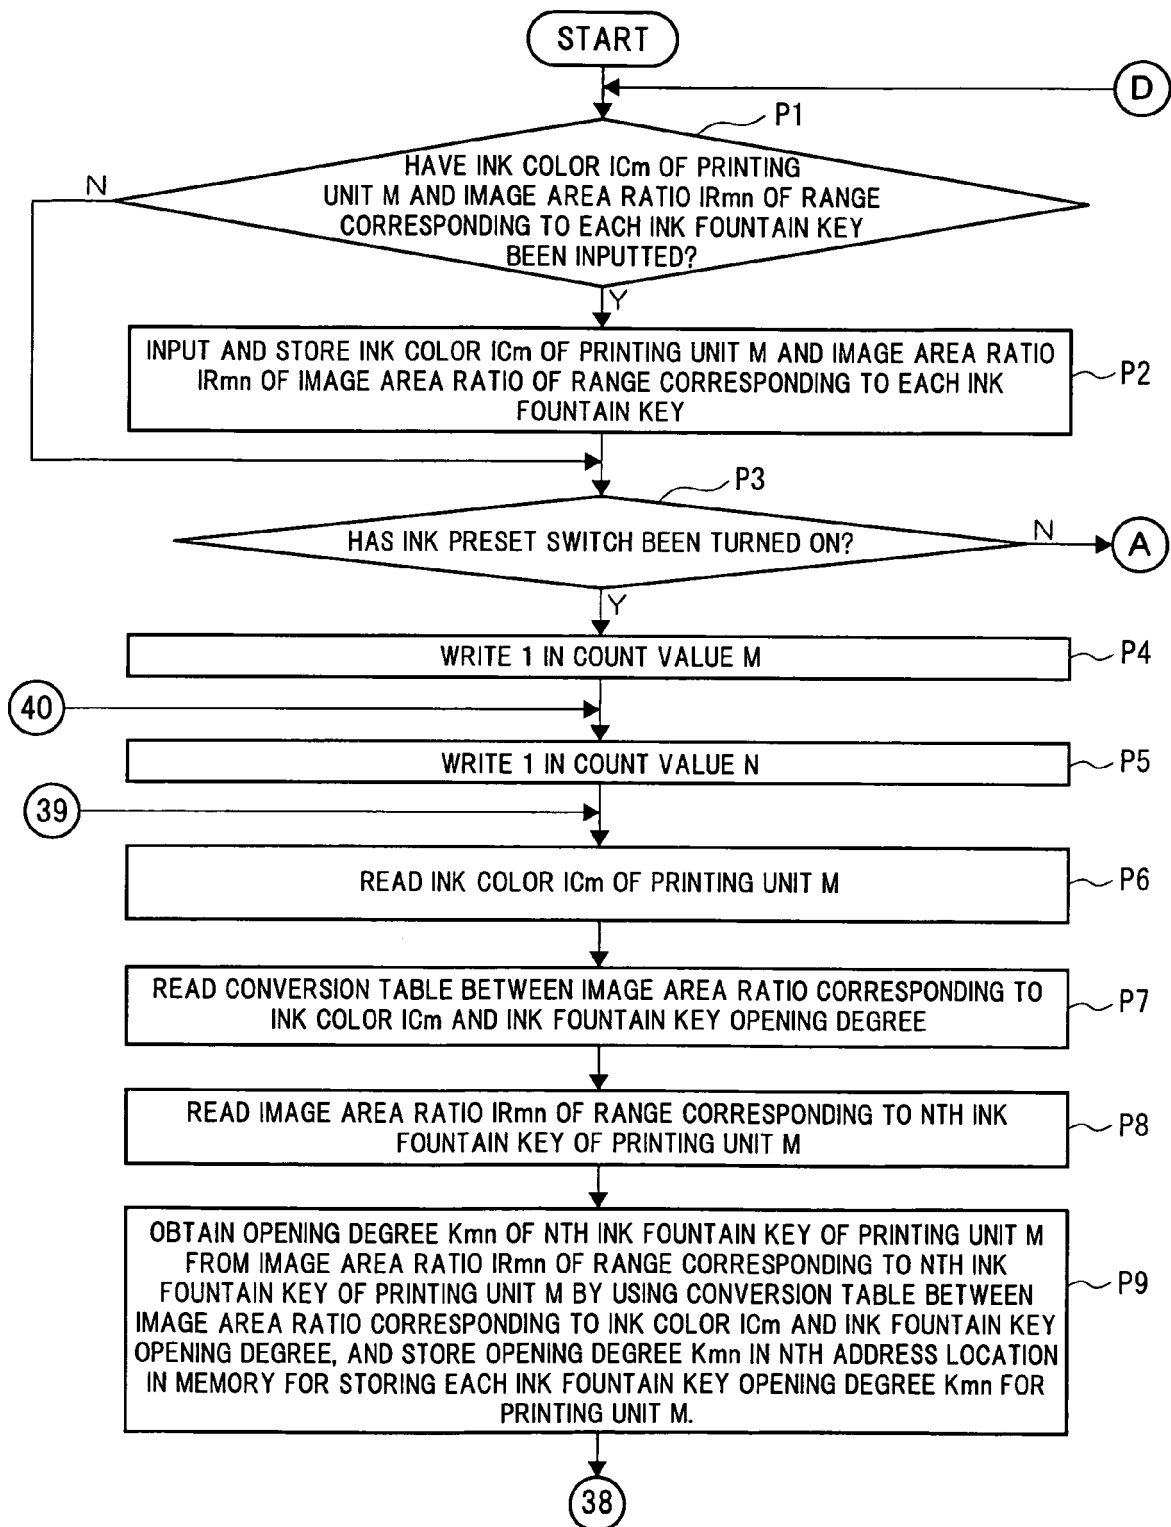 START
D
P1
HAVE INK COLOR ICm OF PRINTING
UNIT M AND IMAGE AREA RATIO IRmn OF RANGE
CORRESPONDING TO EACH INK FOUNTAIN KEY
BEEN INPUTTED?
N
Y
INPUT AND STORE INK COLOR ICm OF PRINTING UNIT M AND IMAGE AREA RATIO
IRmn OF IMAGE AREA RATIO OF RANGE CORRESPONDING TO EACH INK
FOUNTAIN KEY
P2
P3
HAS INK PRESET SWITCH BEEN TURNED ON?
N
A
Y
WRITE 1 IN COUNT VALUE M
P4
40
WRITE 1 IN COUNT VALUE N
P5
39
READ INK COLOR ICm OF PRINTING UNIT M
P6
READ CONVERSION TABLE BETWEEN IMAGE AREA RATIO CORRESPONDING TO
INK COLOR ICm AND INK FOUNTAIN KEY OPENING DEGREE
P7
READ IMAGE AREA RATIO IRmn OF RANGE CORRESPONDING TO NTH INK
FOUNTAIN KEY OF PRINTING UNIT M
P8
OBTAIN OPENING DEGREE Kmn OF NTH INK FOUNTAIN KEY OF PRINTING UNIT M
FROM IMAGE AREA RATIO IRmn OF RANGE CORRESPONDING TO NTH INK
FOUNTAIN KEY OF PRINTING UNIT M BY USING CONVERSION TABLE BETWEEN
IMAGE AREA RATIO CORRESPONDING TO INK COLOR ICm AND INK FOUNTAIN KEY
OPENING DEGREE, AND STORE OPENING DEGREE Kmn IN NTH ADDRESS LOCATION
IN MEMORY FOR STORING EACH INK FOUNTAIN KEY OPENING DEGREE Kmn FOR
PRINTING UNIT M.
P9
38